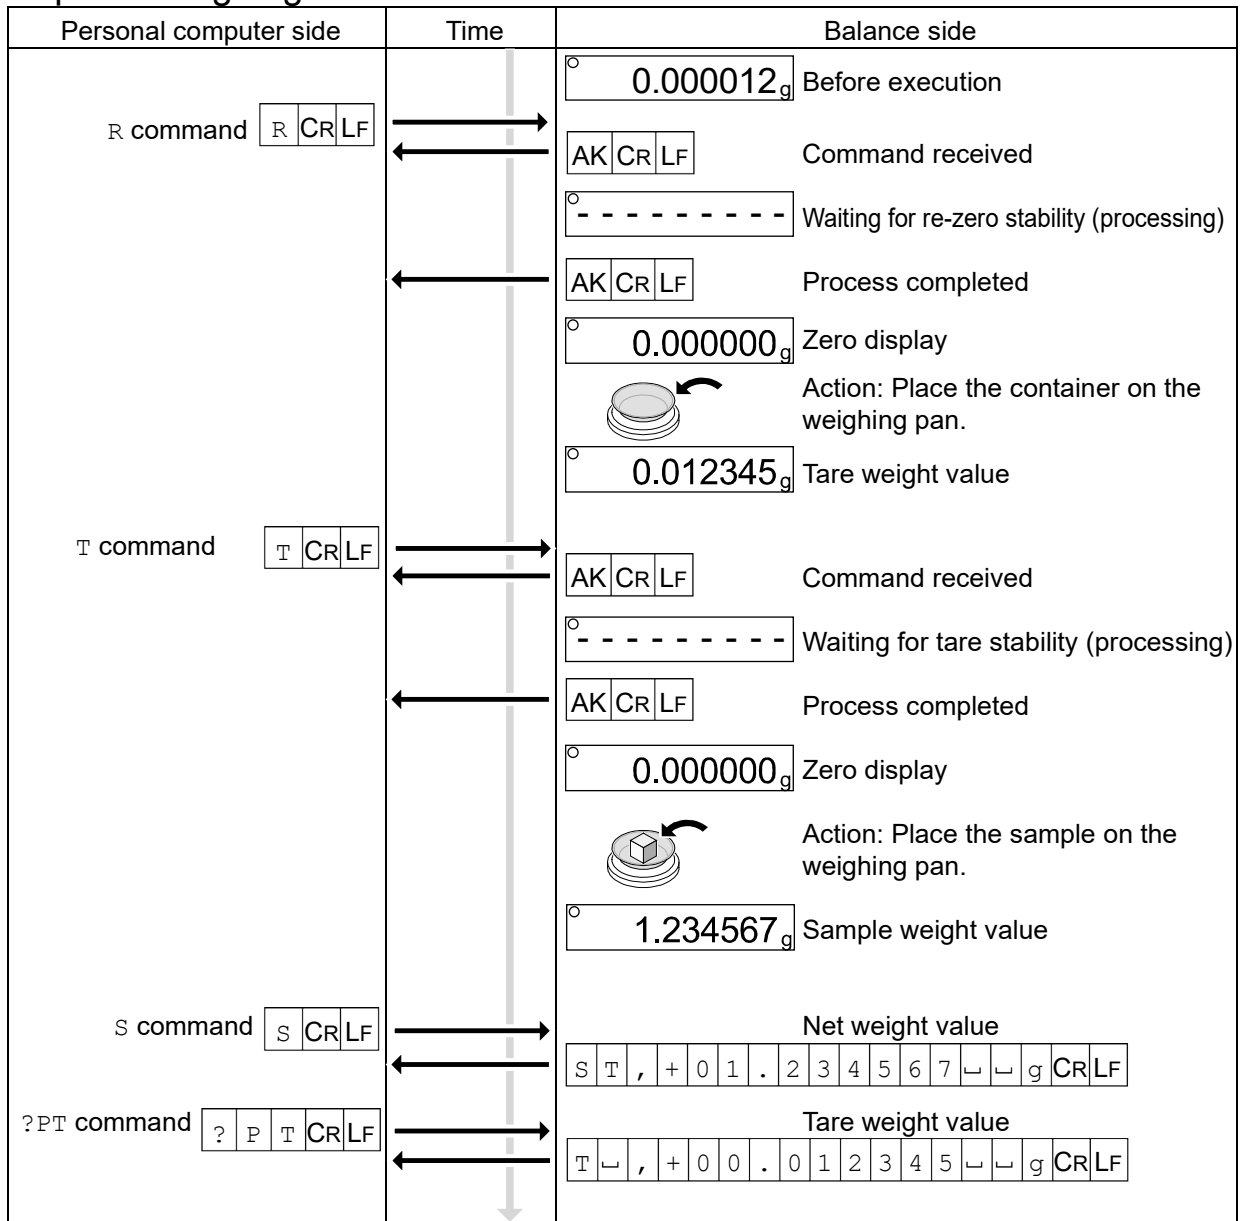 Personal computer side Time Balance side
0.000012 g Before execution
R command R CR LF
AK CR LF Command received
- - - - - - - - - Waiting for re-zero stability (processing)
AK CR LF Process completed
0.000000 g Zero display
Action: Place the container on the
weighing pan.
0.012345 g Tare weight value
T command T CR LF
AK CR LF Command received
- - - - - - - - - Waiting for tare stability (processing)
AK CR LF Process completed
0.000000 g Zero display
Action: Place the sample on the
weighing pan.
1.234567 g Sample weight value
S command S CR LF Net weight value
S T , + 0 1 . 2 3 4 5 6 7 ⎵ ⎵ g CR LF
?PT command ? P T CR LF Tare weight value
T ⎵ , + 0 0 . 0 1 2 3 4 5 ⎵ ⎵ g CR LF